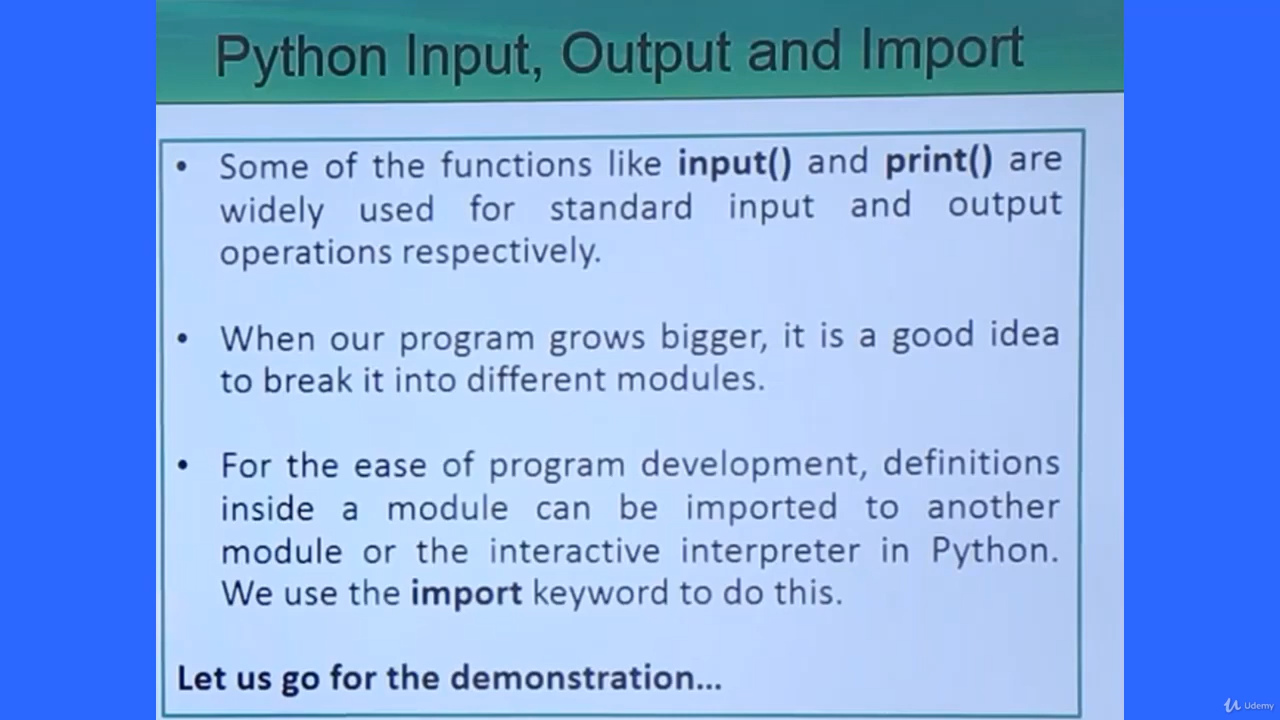 Python Input, Output and Import
• Some of the functions like input() and print() are
widely used for standard input and output
operations respectively.
• When our program grows bigger, it is a good idea
to break it into different modules.
• For the ease of program development, definitions
inside a module can be imported to another
module or the interactive interpreter in Python.
We use the import keyword to do this.
Let us go for the demonstration...
Udemy